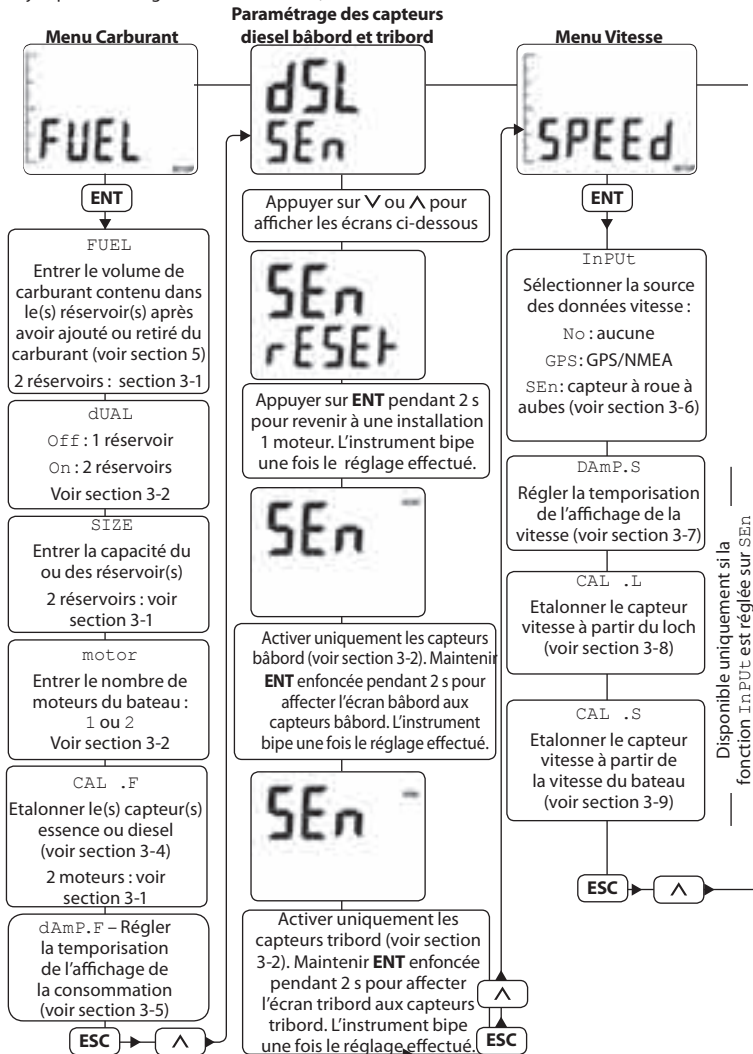 Paramétrage des capteurs
diesel bâbord et tribord
Menu Carburant
FUEL
ENT
FUEL
Entrer le volume de
carburant contenu dans
le(s) réservoir(s) après
avoir ajouté ou retiré du
carburant (voir section 5)
2 réservoirs : section 3-1
dUAL
Off : 1 réservoir
On : 2 réservoirs
Voir section 3-2
SIZE
Entrer la capacité du
ou des réservoir(s)
2 réservoirs : voir
section 3-1
motor
Entrer le nombre de
moteurs du bateau :
1 ou 2
Voir section 3-2
CAL .F
Etalonner le(s) capteur(s)
essence ou diesel
(voir section 3-4)
2 moteurs : voir
section 3-1
dAmP.F – Régler
la temporisation
de l'affichage de
la consommation
(voir section 3-5)
ESC ∧
dSL
SEn
Appuyer sur ∨ ou ∧ pour
afficher les écrans ci-dessous
SEn
rESEt
Appuyer sur ENT pendant 2 s
pour revenir à une installation
1 moteur. L'instrument bipe
une fois le réglage effectué.
SEn
Activer uniquement les capteurs
bâbord (voir section 3-2). Maintenir
ENT enfoncée pendant 2 s pour
affecter l'écran bâbord aux
capteurs bâbord. L'instrument
bipe une fois le réglage effectué.
SEn
Activer uniquement les
capteurs tribord (voir section
3-2). Maintenir ENT enfoncée
pendant 2 s pour affecter
l'écran tribord aux capteurs
tribord. L'instrument bipe
une fois le réglage effectué.
ESC
∧
Menu Vitesse
SPEEd
ENT
InPUt
Sélectionner la source
des données vitesse :
No : aucune
GPS: GPS/NMEA
SEn: capteur à roue à
aubes (voir section 3-6)
DAmP.S
Régler la temporisation
de l'affichage de la
vitesse (voir section 3-7)
CAL .L
Etalonner le capteur
vitesse à partir du loch
(voir section 3-8)
CAL .S
Etalonner le capteur
vitesse à partir de
la vitesse du bateau
(voir section 3-9)
ESC ∧
Disponible uniquement si la
fonction InPUt est réglée sur SEn